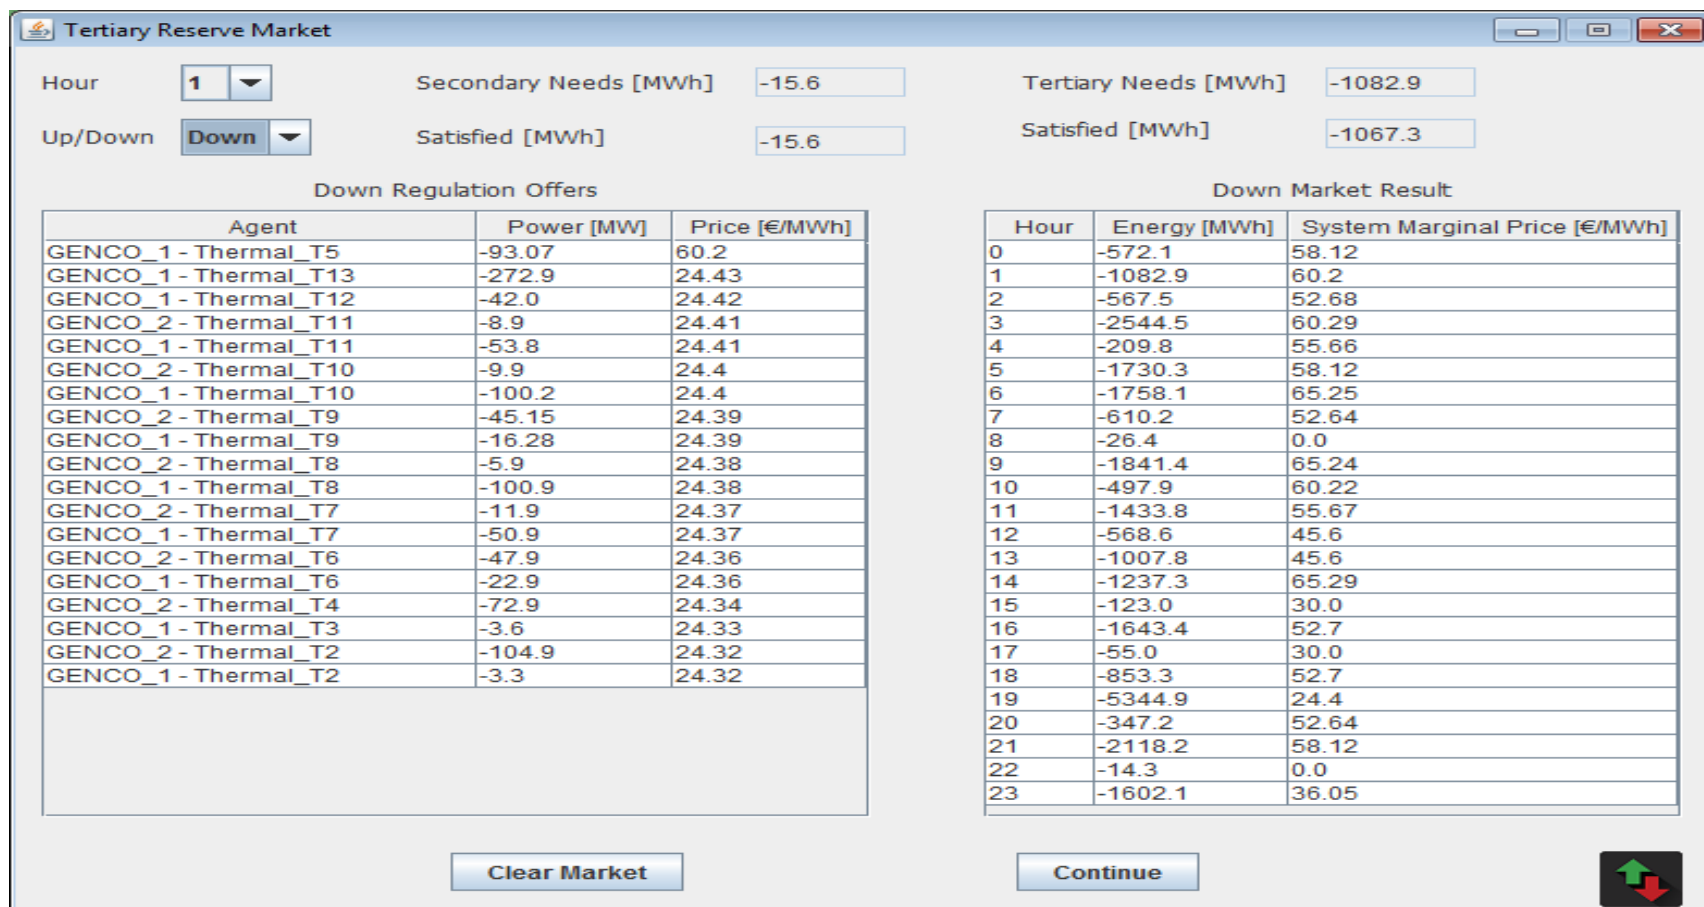 Tertiary Reserve Market
Hour 1 Secondary Needs [MWh] -15.6 Tertiary Needs [MWh] -1082.9
Up/Down Down Satisfied [MWh] -15.6 Satisfied [MWh] -1067.3
Down Regulation Offers
Agent Power [MW] Price [€/MWh]
GENCO_1 - Thermal_T5 -93.07 60.2
GENCO_1 - Thermal_T13 -272.9 24.43
GENCO_1 - Thermal_T12 -42.0 24.42
GENCO_2 - Thermal_T11 -8.9 24.41
GENCO_1 - Thermal_T11 -53.8 24.41
GENCO_2 - Thermal_T10 -9.9 24.4
GENCO_1 - Thermal_T10 -100.2 24.4
GENCO_2 - Thermal_T9 -45.15 24.39
GENCO_1 - Thermal_T9 -16.28 24.39
GENCO_2 - Thermal_T8 -5.9 24.38
GENCO_1 - Thermal_T8 -100.9 24.38
GENCO_2 - Thermal_T7 -11.9 24.37
GENCO_1 - Thermal_T7 -50.9 24.37
GENCO_2 - Thermal_T6 -47.9 24.36
GENCO_1 - Thermal_T6 -22.9 24.36
GENCO_2 - Thermal_T4 -72.9 24.34
GENCO_1 - Thermal_T3 -3.6 24.33
GENCO_2 - Thermal_T2 -104.9 24.32
GENCO_1 - Thermal_T2 -3.3 24.32
Down Market Result
Hour Energy [MWh] System Marginal Price [€/MWh]
0 -572.1 58.12
1 -1082.9 60.2
2 -567.5 52.68
3 -2544.5 60.29
4 -209.8 55.66
5 -1730.3 58.12
6 -1758.1 65.25
7 -610.2 52.64
8 -26.4 0.0
9 -1841.4 65.24
10 -497.9 60.22
11 -1433.8 55.67
12 -568.6 45.6
13 -1007.8 45.6
14 -1237.3 65.29
15 -123.0 30.0
16 -1643.4 52.7
17 -55.0 30.0
18 -853.3 52.7
19 -5344.9 24.4
20 -347.2 52.64
21 -2118.2 58.12
22 -14.3 0.0
23 -1602.1 36.05
Clear Market
Continue